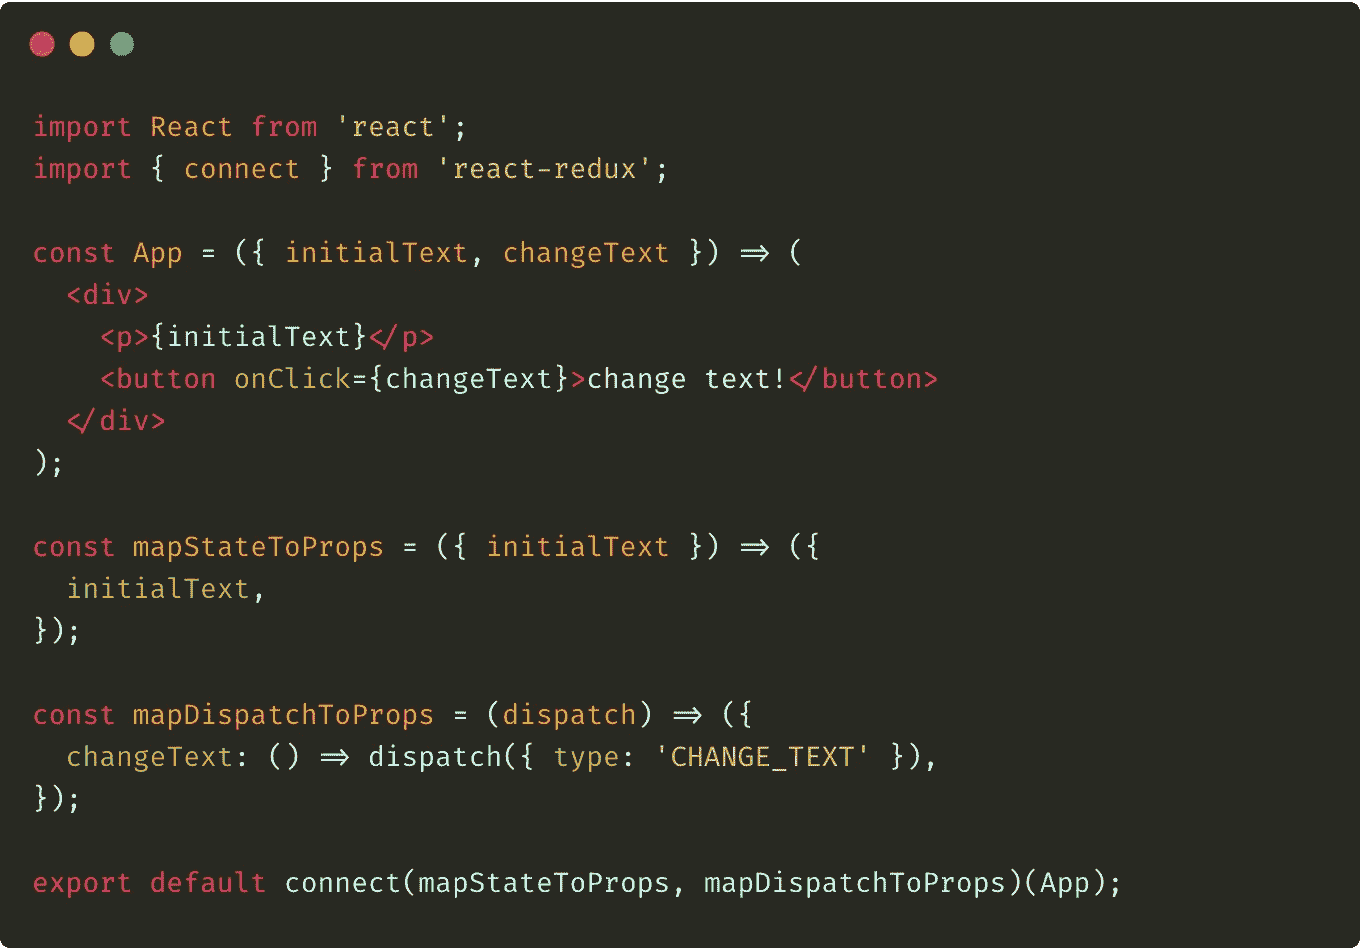 import React from 'react';
import { connect } from 'react-redux';
const App = ({ initialText, changeText }) => (
  <div>
    <p>{initialText}</p>
    <button onClick={changeText}>change text!</button>
  </div>
);
const mapStateToProps = ({ initialText }) => ({
  initialText,
});
const mapDispatchToProps = (dispatch) => ({
  changeText: () => dispatch({ type: 'CHANGE_TEXT' }),
});
export default connect(mapStateToProps, mapDispatchToProps)(App);